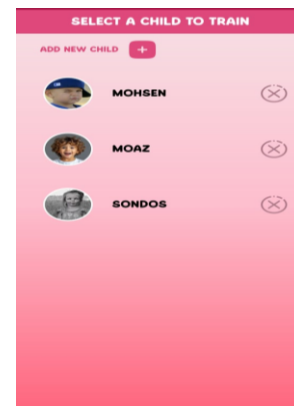 SELECT A CHILD TO TRAIN
ADD NEW CHILD +
MOHSEN
MOAZ
SONDOS